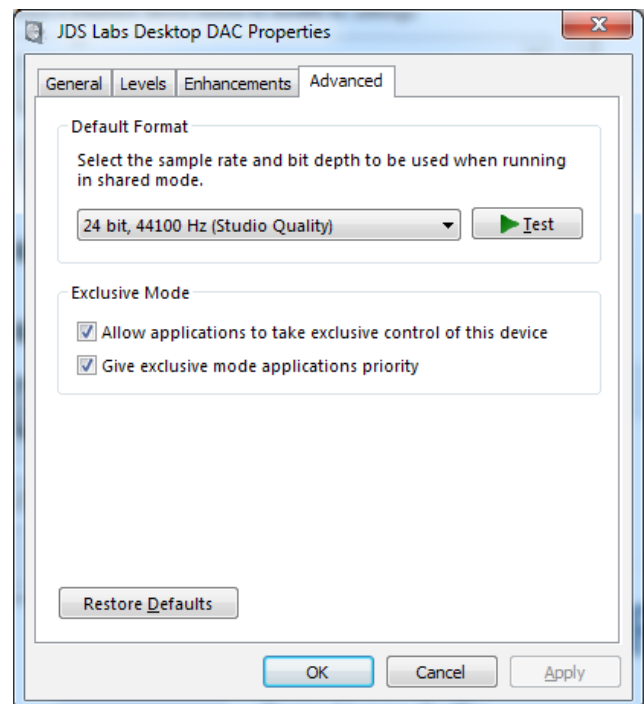 JDS Labs Desktop DAC Properties
General Levels Enhancements Advanced
Default Format
Select the sample rate and bit depth to be used when running
in shared mode.
24 bit, 44100 Hz (Studio Quality) Test
Exclusive Mode
Allow applications to take exclusive control of this device
Give exclusive mode applications priority
Restore Defaults
OK Cancel Apply